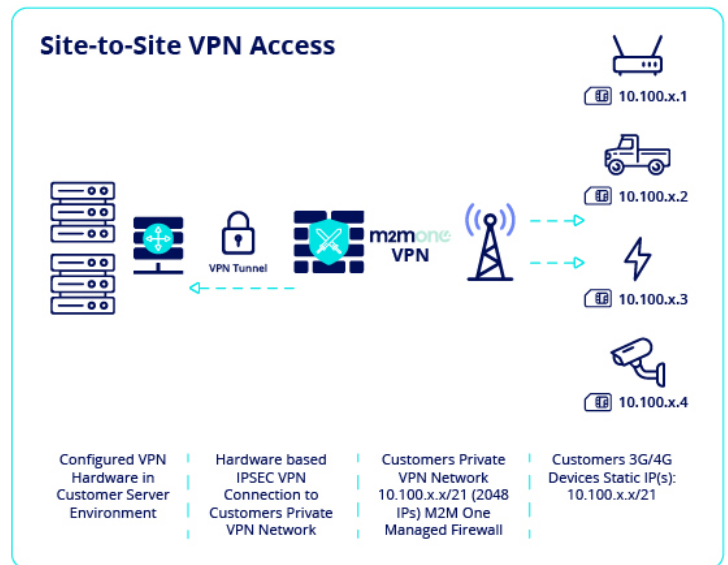 Site-to-Site VPN Access
10.100.x.1
10.100.x.2
VPN Tunnel
m2mone
VPN
10.100.x.3
10.100.x.4
Configured VPN
Hardware in
Customer Server
Environment
Hardware based
IPSEC VPN
Connection to
Customers Private
VPN Network
Customers Private
VPN Network
10.100.x.x/21 (2048
IPs) M2M One
Managed Firewall
Customers 3G/4G
Devices Static IP(s):
10.100.x.x/21